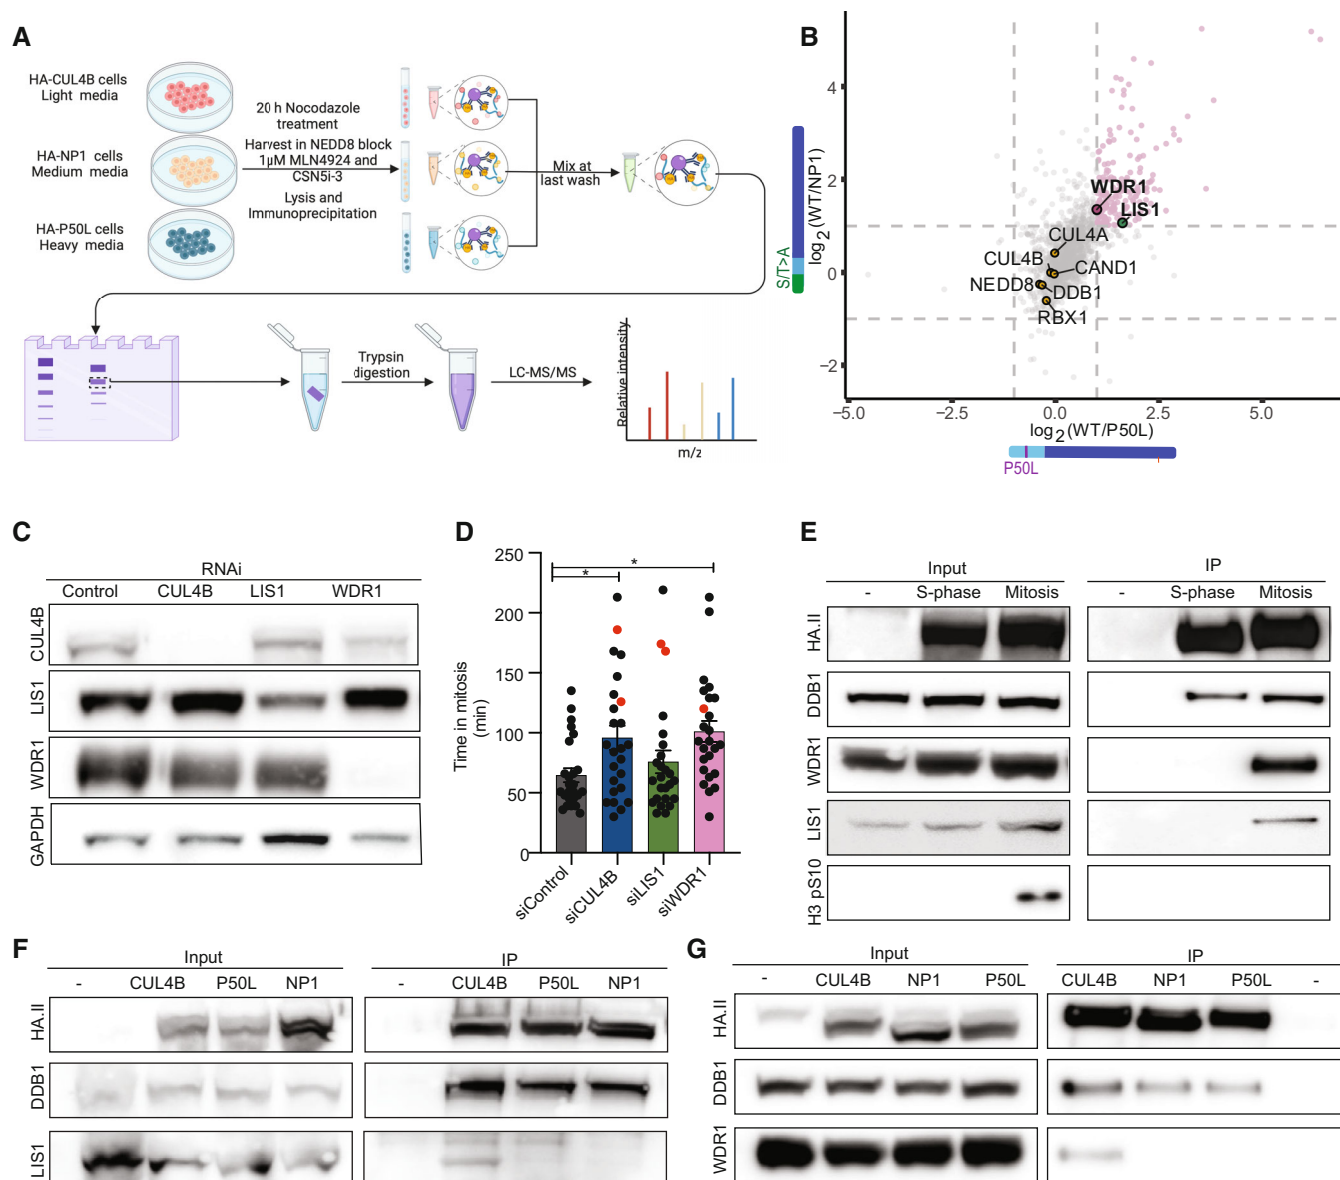 A
HA-CUL4B cells
Light media
HA-NP1 cells
Medium media
HA-P50L cells
Heavy media
20 h Nocodazole
treatment
Harvest in NEDD8 block
1µM MLN4924 and
CSN5i-3
Lysis and
Immunoprecipitation
Mix at
last wash
Trypsin
digestion
LC-MS/MS
Relative intensity
m/z
B
log2(WT/NP1)
S/T>A
4
2
0
−2
−5.0
−2.5
0.0
2.5
5.0
log2(WT/P50L)
P50L
WDR1
LIS1
CUL4A
CUL4B
CAND1
NEDD8
DDB1
RBX1
C
RNAi
Control CUL4B LIS1 WDR1
CUL4B
LIS1
WDR1
GAPDH
D
Time in mitosis
(min)
250
200
150
100
50
0
*
*
siControl
siCUL4B
siLIS1
siWDR1
E
Input IP
- S-phase Mitosis - S-phase Mitosis
HA.II
DDB1
WDR1
LIS1
H3 pS10
F
Input IP
- CUL4B P50L NP1 - CUL4B P50L NP1
HA.II
DDB1
LIS1
G
Input IP
- CUL4B NP1 P50L CUL4B NP1 P50L -
HA.II
DDB1
WDR1